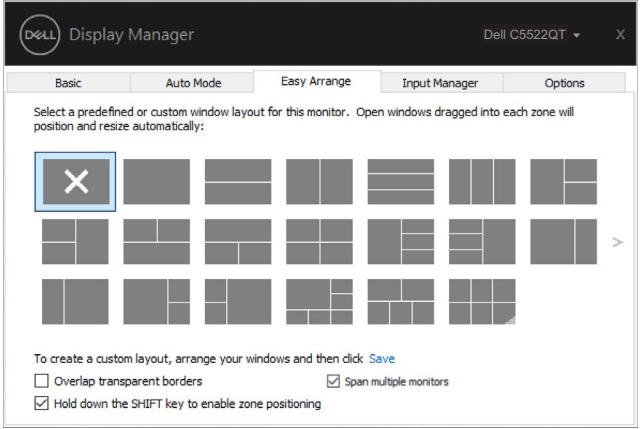 DELL Display Manager Dell C5522QT X
Basic Auto Mode Easy Arrange Input Manager Options
Select a predefined or custom window layout for this monitor. Open windows dragged into each zone will
position and resize automatically:
>
To create a custom layout, arrange your windows and then click Save
Overlap transparent borders Span multiple monitors
Hold down the SHIFT key to enable zone positioning